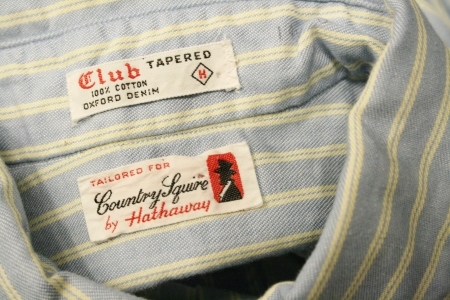 Club TAPERED
100% COTTON
OXFORD DENIM
H
TAILORED FOR
Country Squire
by Hathaway